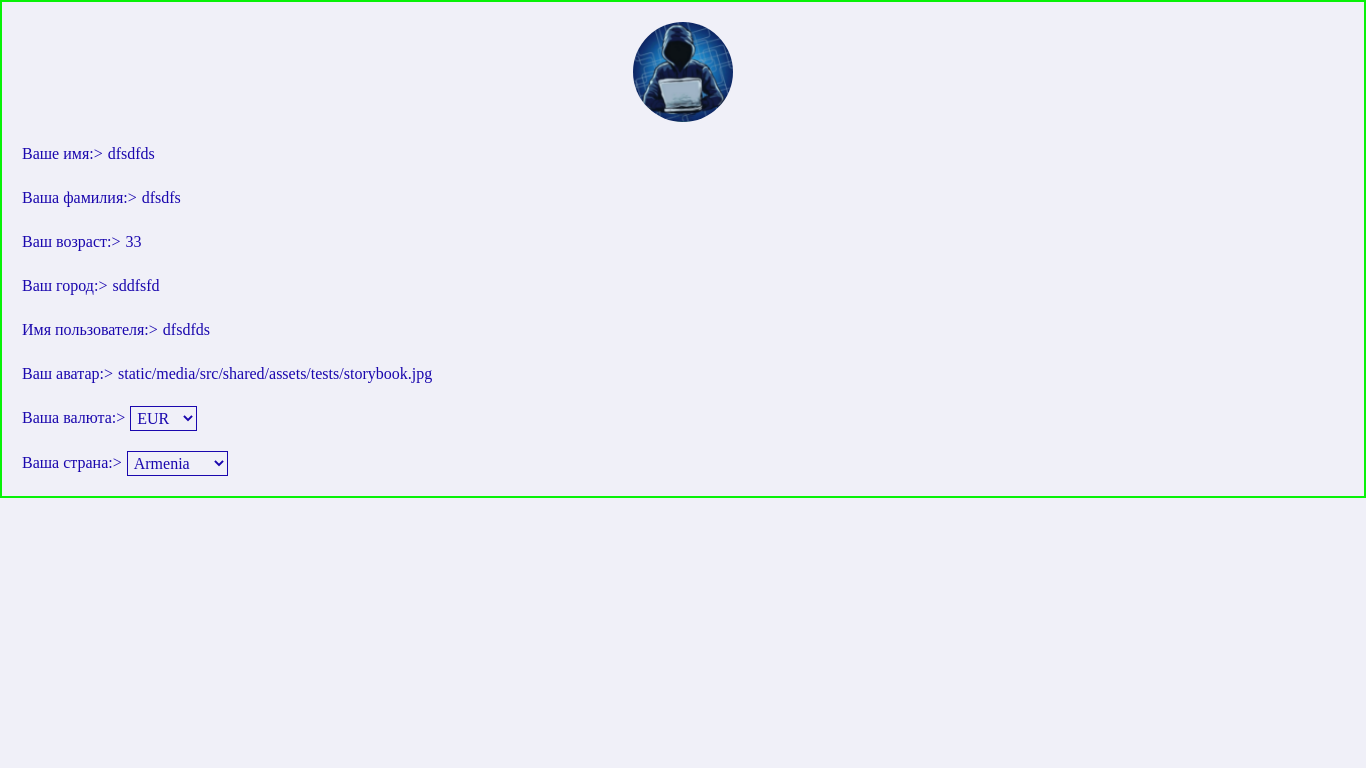 Ваше имя:> dfsdfds
Ваша фамилия:> dfsdfs
Ваш возраст:> 33
Ваш город:> sddfsfd
Имя пользователя:> dfsdfds
Ваш аватар:> static/media/src/shared/assets/tests/storybook.jpg
Ваша валюта:> EUR
Ваша страна:> Armenia